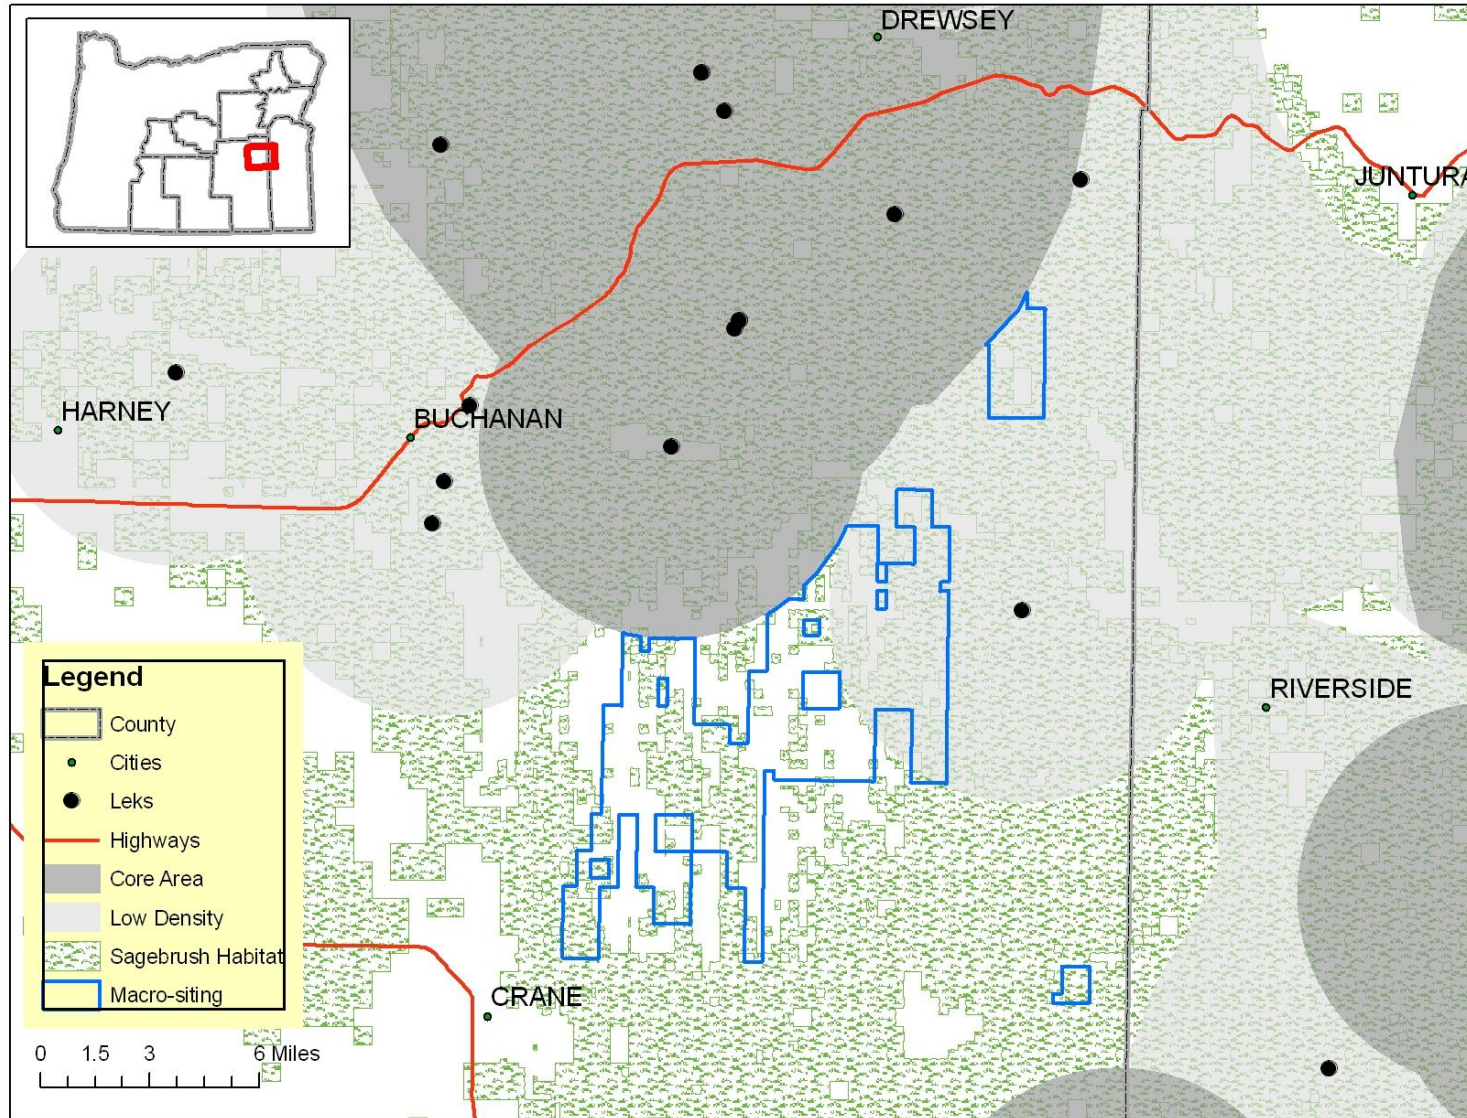 DREWSEY
JUNTURA
HARNEY
BUCHANAN
RIVERSIDE
CRANE
Legend
County
Cities
Leks
Highways
Core Area
Low Density
Sagebrush Habitat
Macro-siting
0 1.5 3 6 Miles